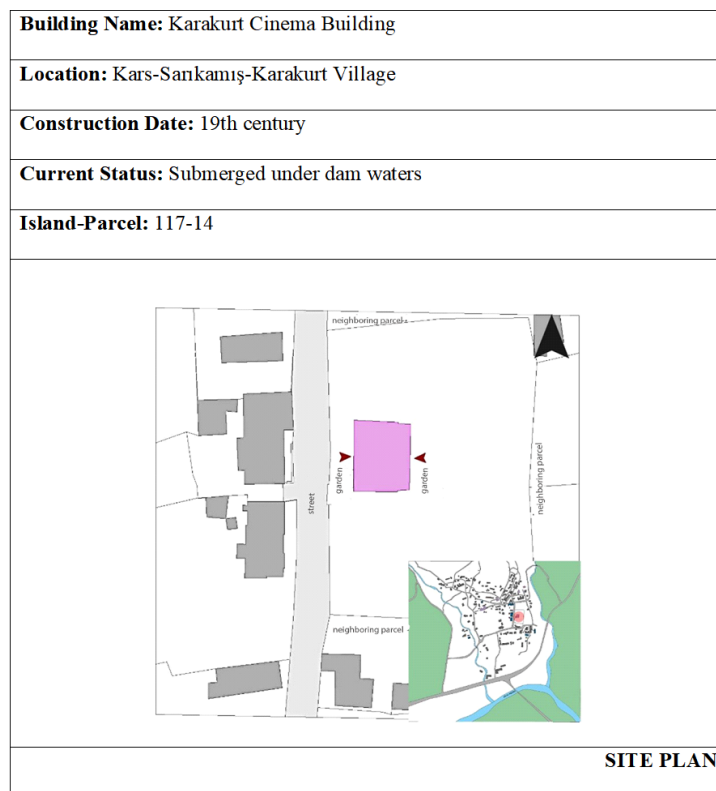 Building Name: Karakurt Cinema Building
Location: Kars-Sarıkamış-Karakurt Village
Construction Date: 19th century
Current Status: Submerged under dam waters
Island-Parcel: 117-14
neighboring parcel
garden
garden
street
neighboring parcel
neighboring parcel
SITE PLAN